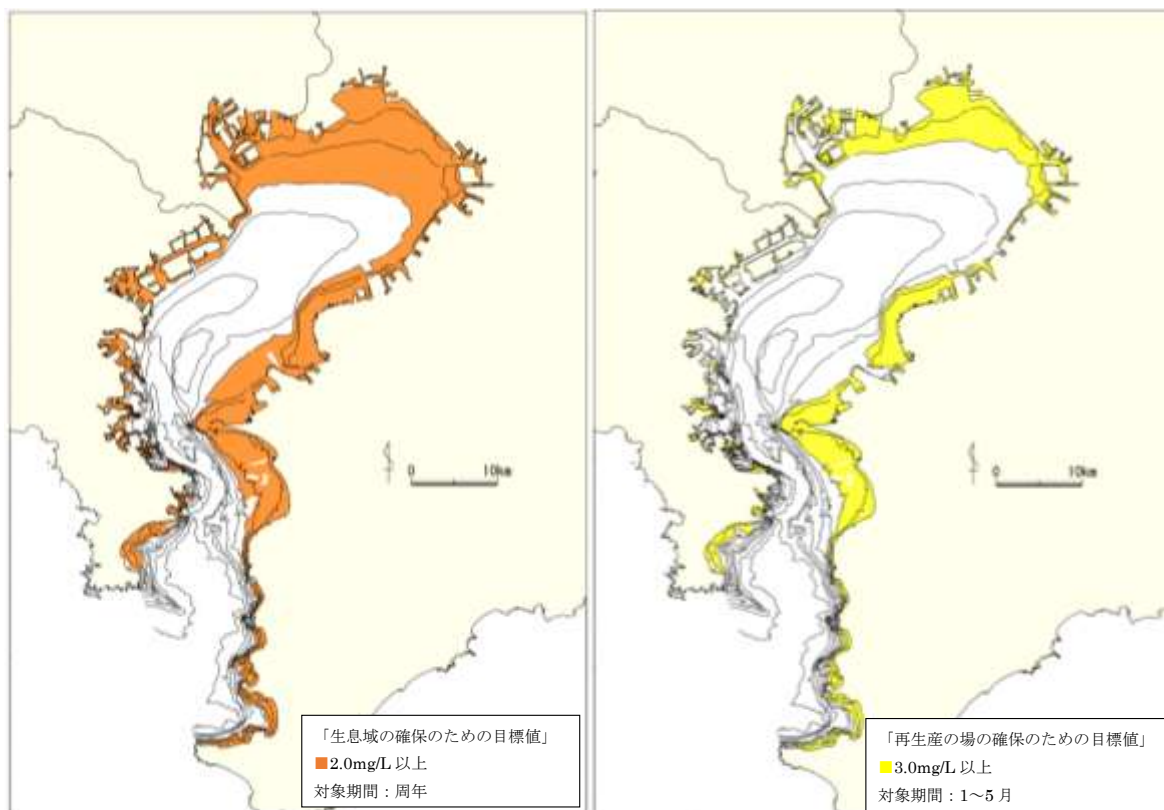 0 10km
「生息域の確保のための目標値」
■2.0mg/L 以上
対象期間：周年
0 10km
「再生産の場の確保のための目標値」
■3.0mg/L 以上
対象期間：1～5 月